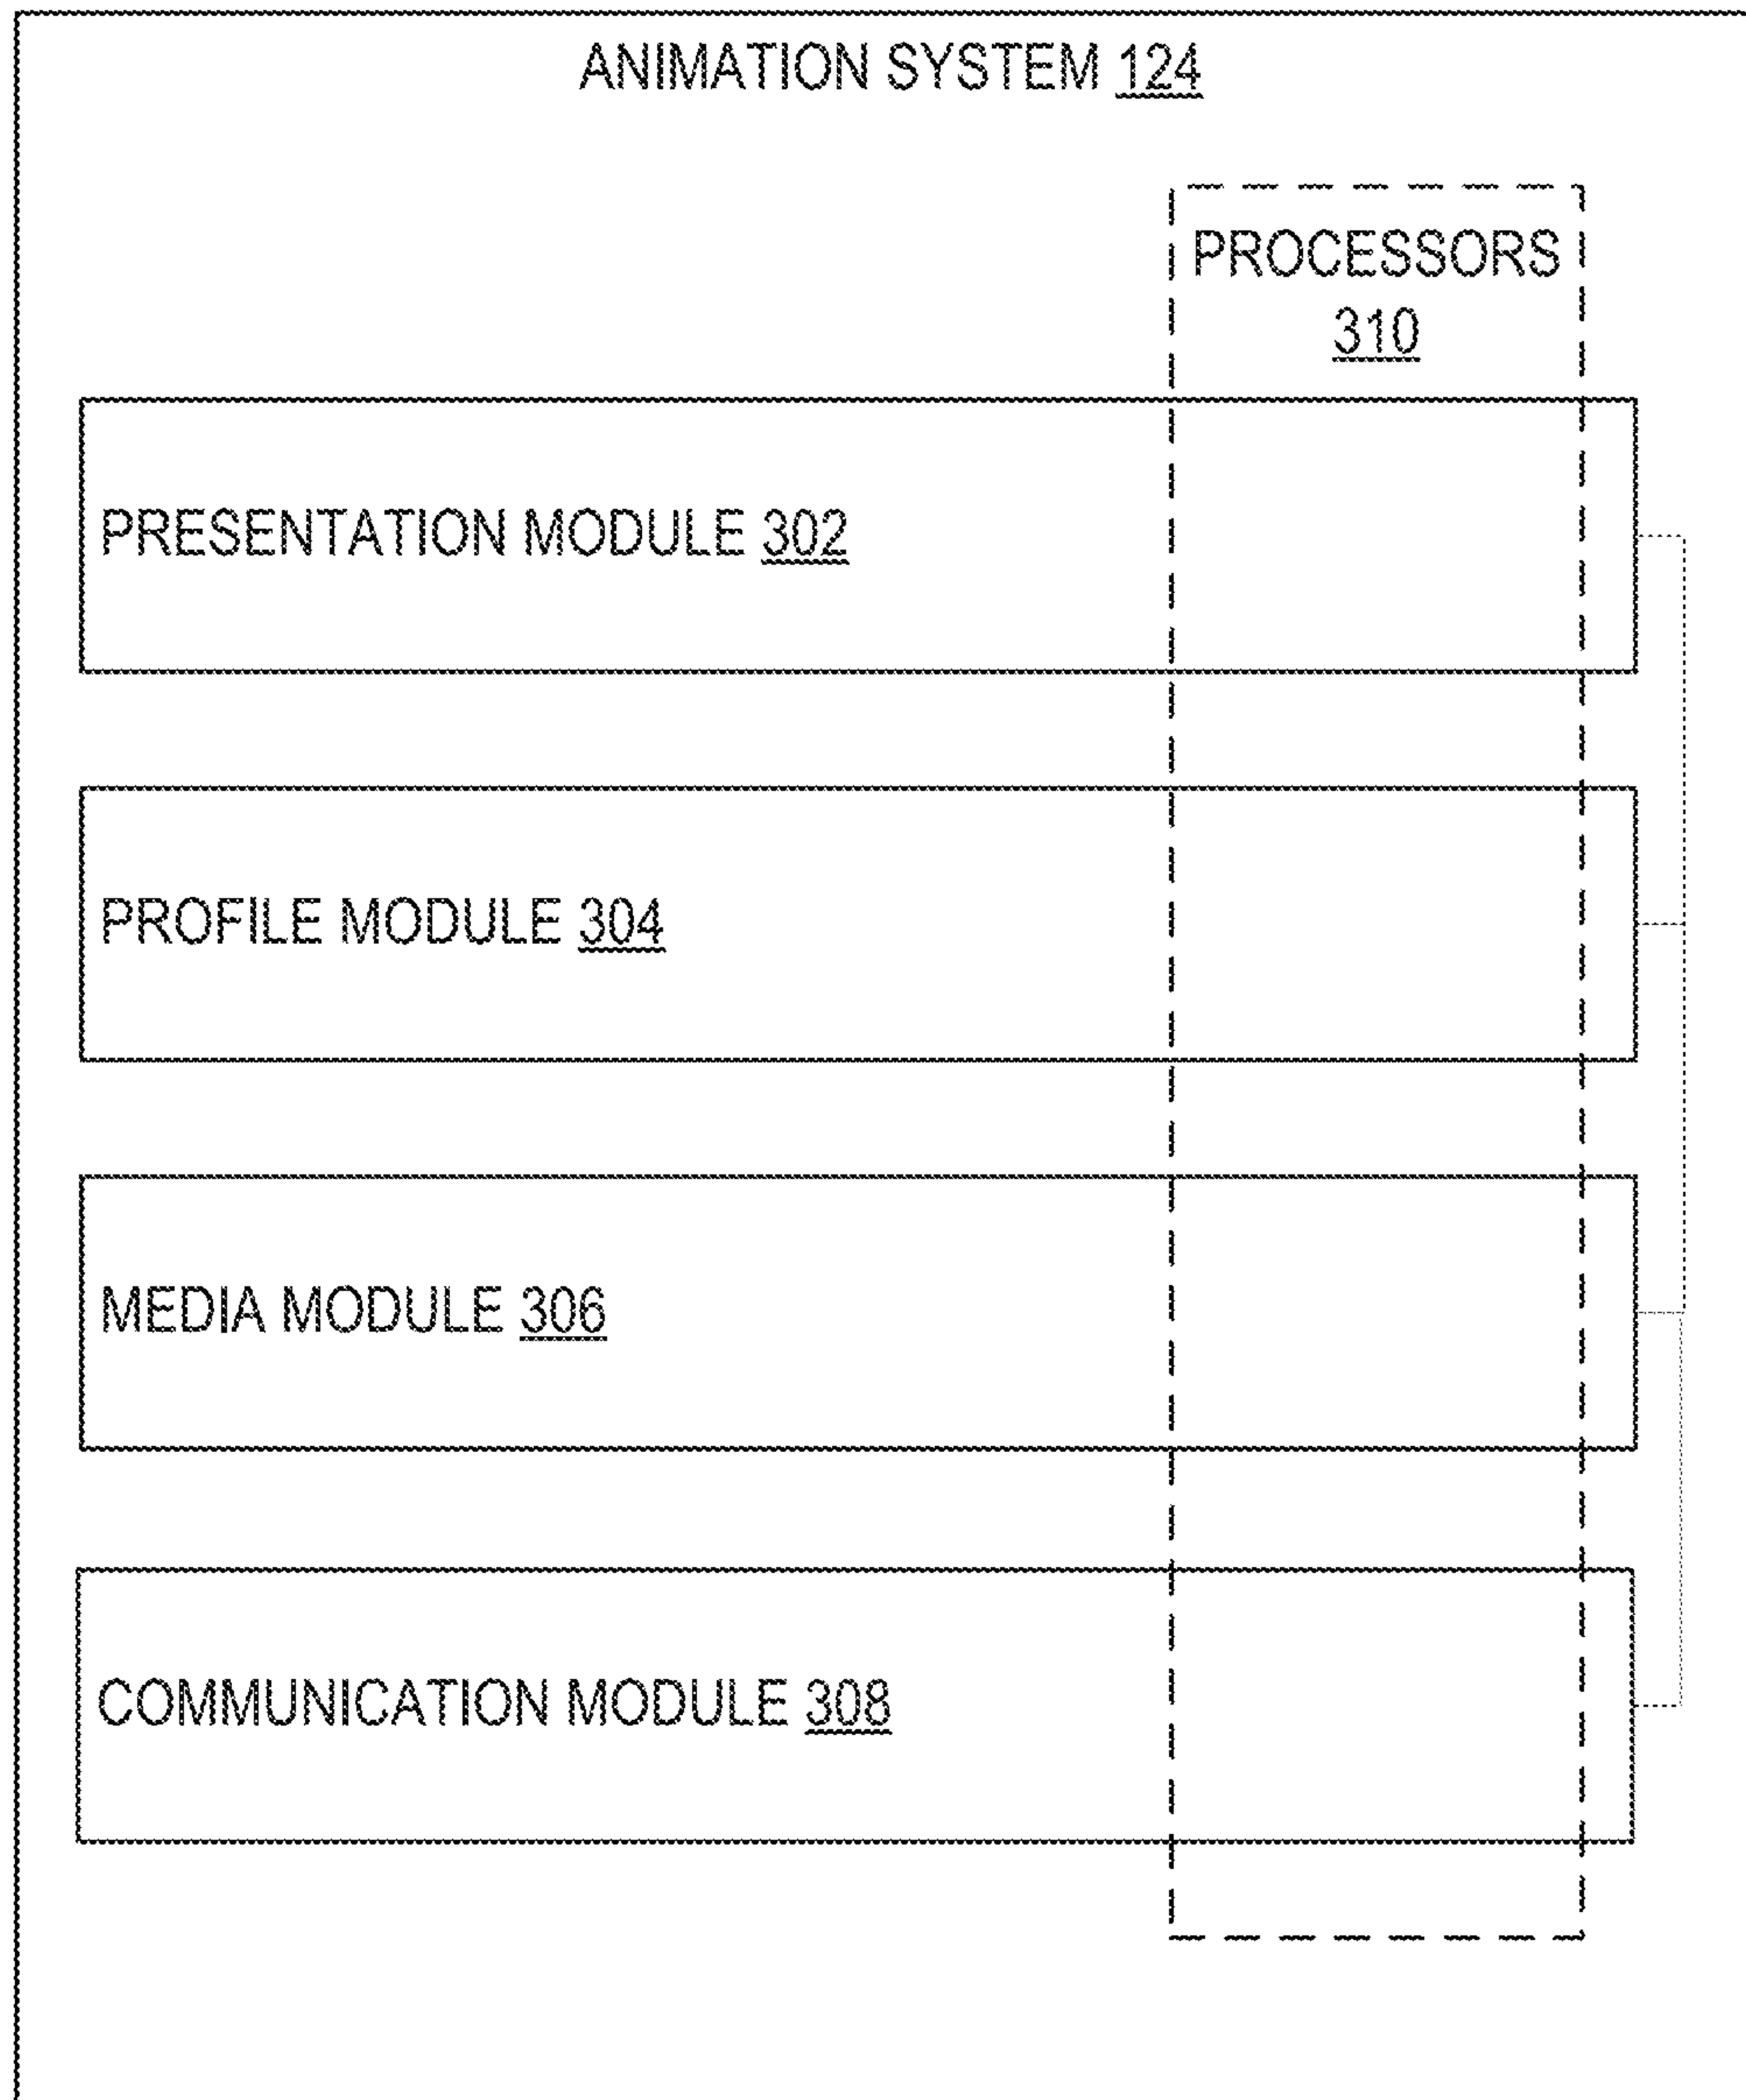 ANIMATION SYSTEM 124
PROCESSORS
310
PRESENTATION MODULE 302
PROFILE MODULE 304
MEDIA MODULE 306
COMMUNICATION MODULE 308